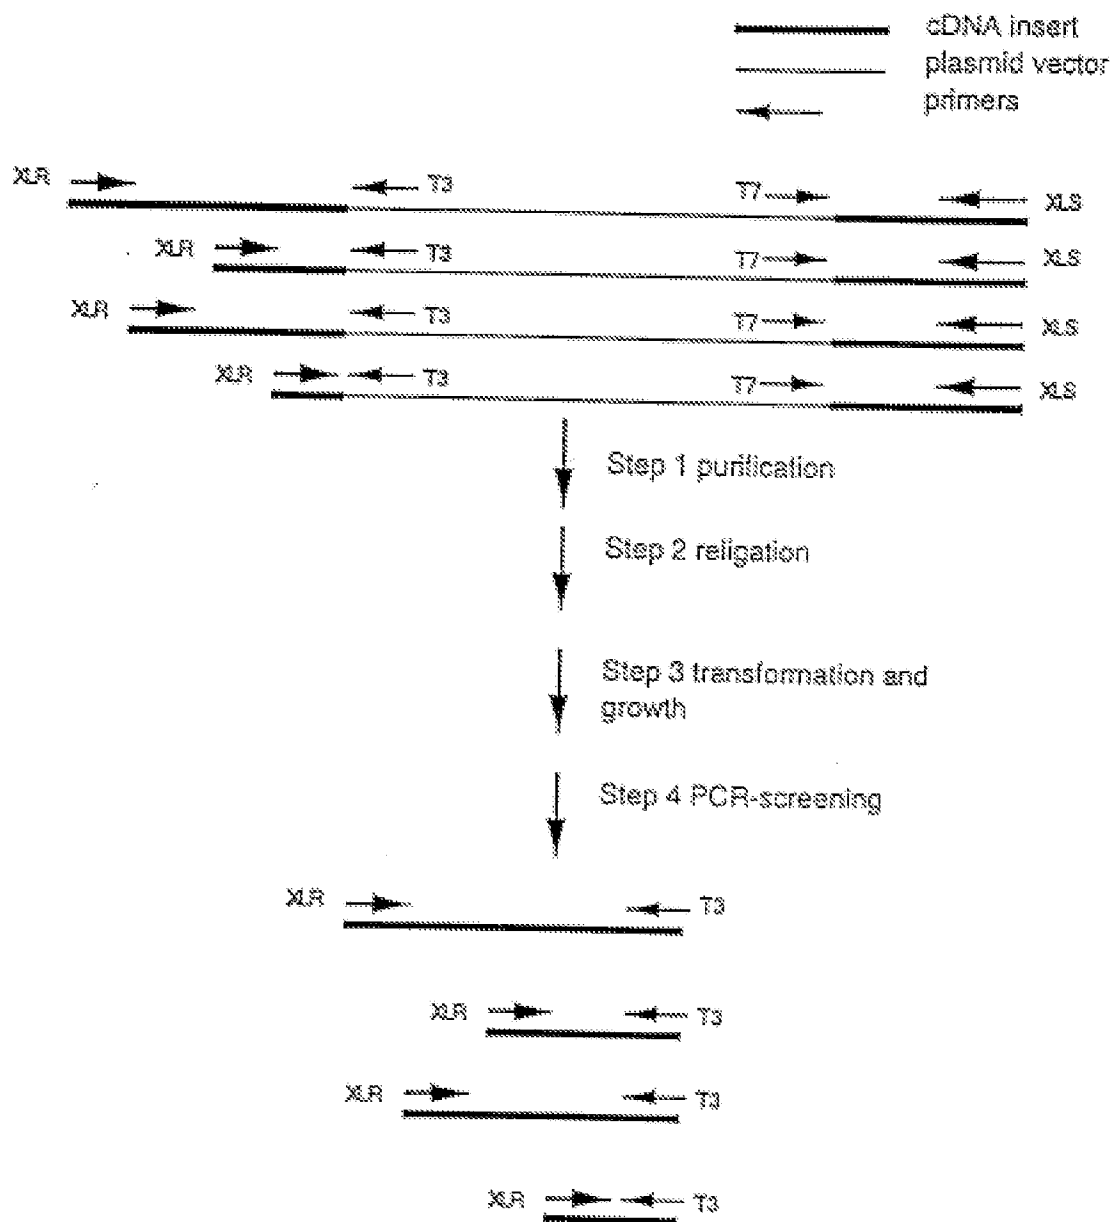 cDNA insert
plasmid vector
primers
XLR T3 T7 XLS
XLR T3 T7 XLS
XLR T3 T7 XLS
XLR T3 T7 XLS
Step 1 purification
Step 2 religation
Step 3 transformation and
growth
Step 4 PCR-screening
XLR T3
XLR T3
XLR T3
XLR T3